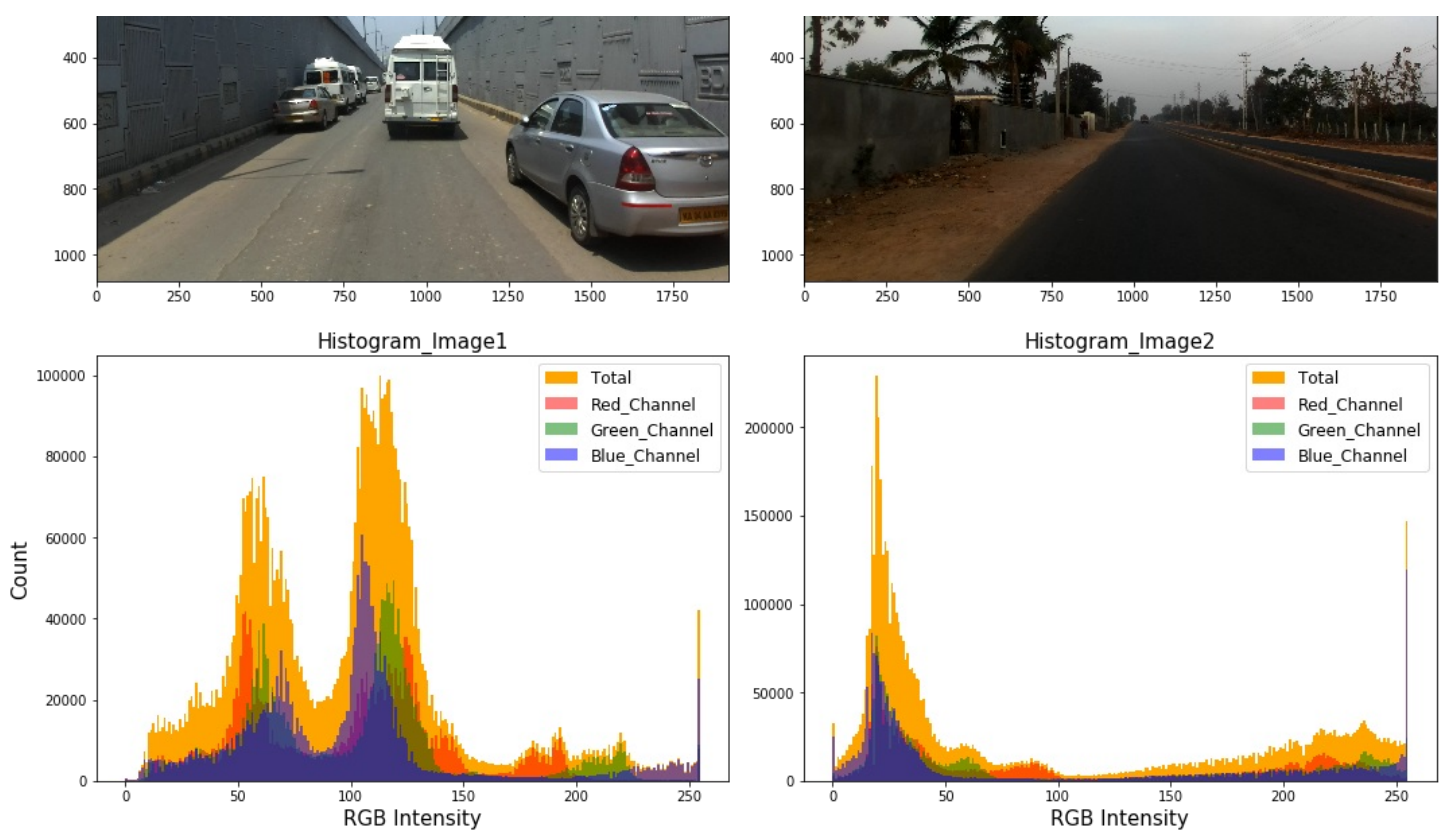 400
600
800
1000
0 250 500 750 1000 1250 1500 1750
400
600
800
1000
0 250 500 750 1000 1250 1500 1750
Histogram_Image1
Count
100000
80000
60000
40000
20000
0
Total
Red_Channel
Green_Channel
Blue_Channel
0 50 100 150 200 250
RGB Intensity
Histogram_Image2
200000
150000
100000
50000
0
Total
Red_Channel
Green_Channel
Blue_Channel
0 50 100 150 200 250
RGB Intensity